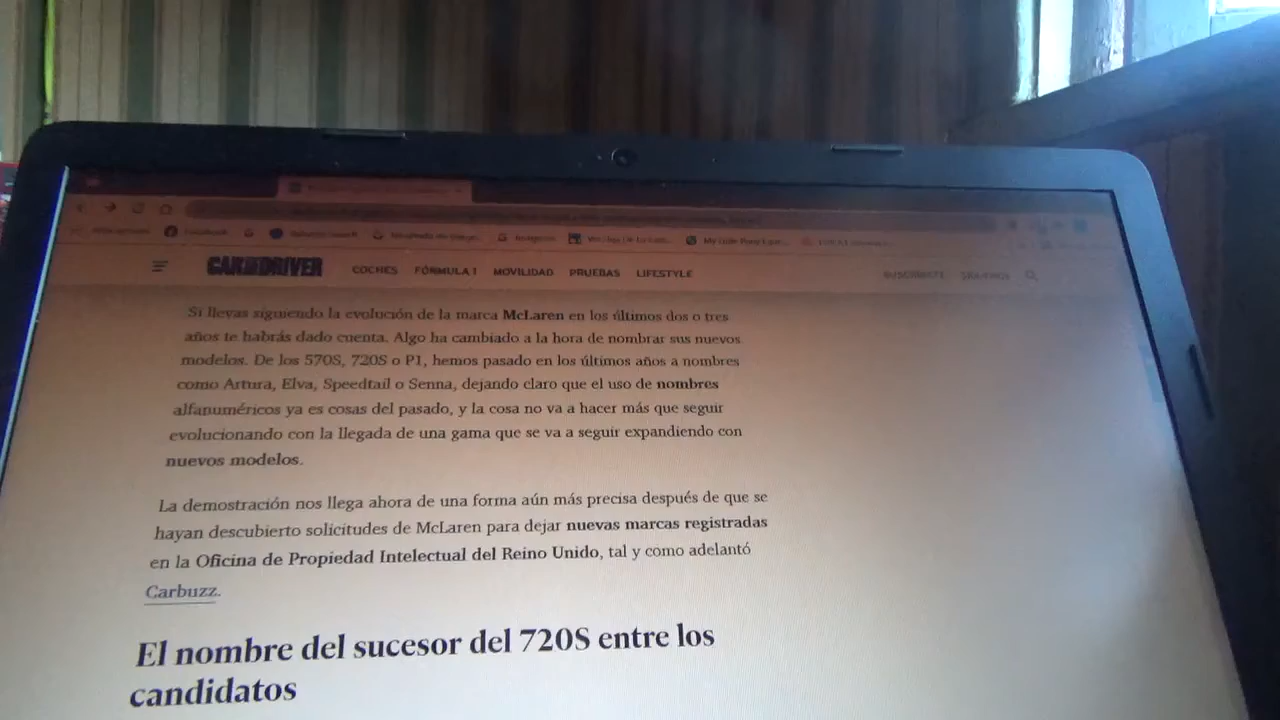 Facebook
CAR AND DRIVER
COCHES FÓRMULA 1 MOVILIDAD PRUEBAS LIFESTYLE
Si llevas siguiendo la evolución de la marca McLaren en los últimos dos o tres
años te habrás dado cuenta. Algo ha cambiado a la hora de nombrar sus nuevos
modelos. De los 570S, 720S o P1, hemos pasado en los últimos años a nombres
como Artura, Elva, Speedtail o Senna, dejando claro que el uso de nombres
alfanuméricos ya es cosas del pasado, y la cosa no va a hacer más que seguir
evolucionando con la llegada de una gama que se va a seguir expandiendo con
nuevos modelos.
La demostración nos llega ahora de una forma aún más precisa después de que se
hayan descubierto solicitudes de McLaren para dejar nuevas marcas registradas
en la Oficina de Propiedad Intelectual del Reino Unido, tal y como adelantó
Carbuzz.
El nombre del sucesor del 720S entre los
candidatos